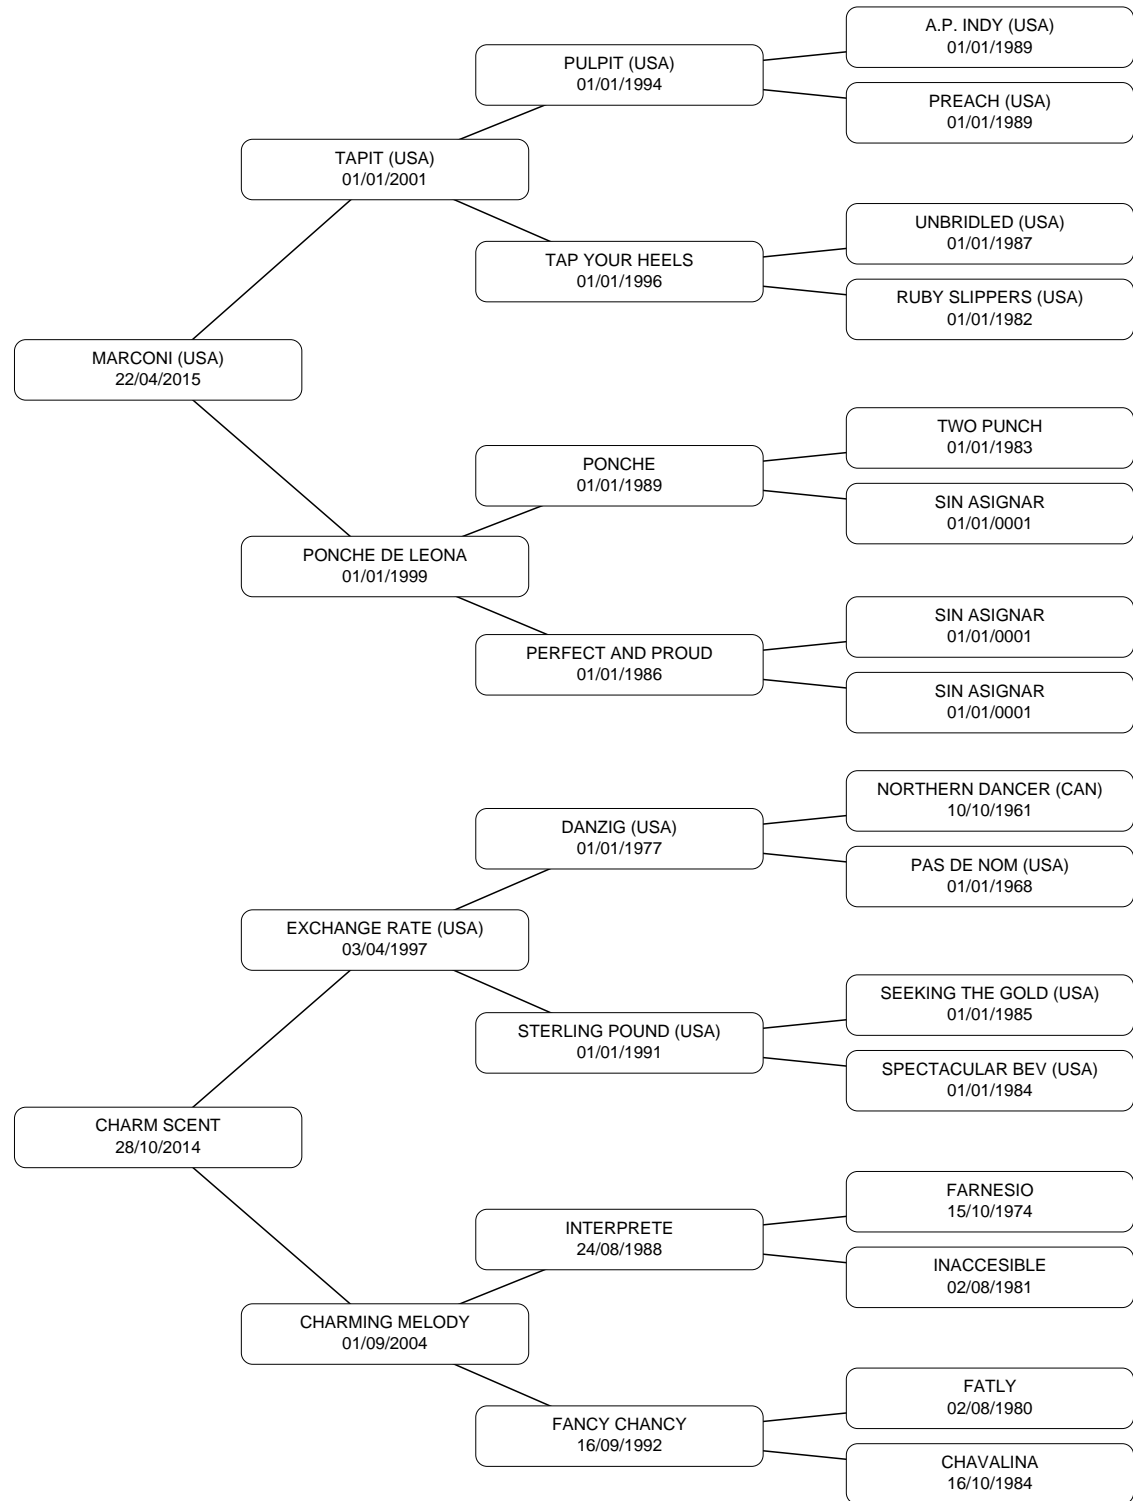 A.P. INDY (USA)
01/01/1989
PULPIT (USA)
01/01/1994
PREACH (USA)
01/01/1989
TAPIT (USA)
01/01/2001
UNBRIDLED (USA)
01/01/1987
TAP YOUR HEELS
01/01/1996
RUBY SLIPPERS (USA)
01/01/1982
MARCONI (USA)
22/04/2015
TWO PUNCH
01/01/1983
PONCHE
01/01/1989
SIN ASIGNAR
01/01/0001
PONCHE DE LEONA
01/01/1999
SIN ASIGNAR
01/01/0001
PERFECT AND PROUD
01/01/1986
SIN ASIGNAR
01/01/0001
NORTHERN DANCER (CAN)
10/10/1961
DANZIG (USA)
01/01/1977
PAS DE NOM (USA)
01/01/1968
EXCHANGE RATE (USA)
03/04/1997
SEEKING THE GOLD (USA)
01/01/1985
STERLING POUND (USA)
01/01/1991
SPECTACULAR BEV (USA)
01/01/1984
CHARM SCENT
28/10/2014
FARNESIO
15/10/1974
INTERPRETE
24/08/1988
INACCESIBLE
02/08/1981
CHARMING MELODY
01/09/2004
FATLY
02/08/1980
FANCY CHANCY
16/09/1992
CHAVALINA
16/10/1984